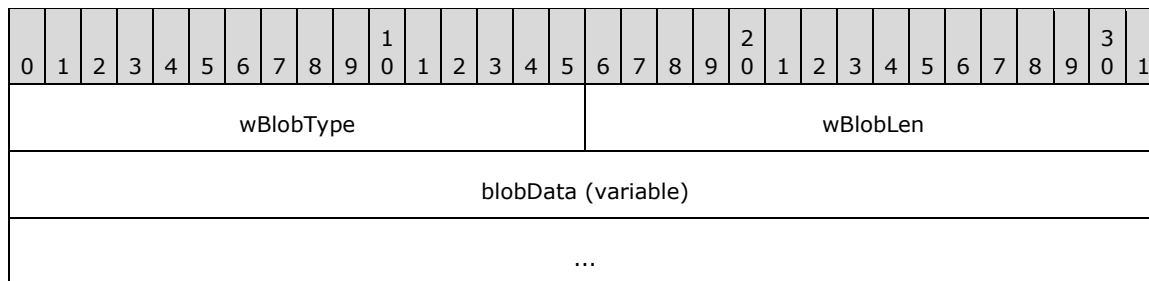 1 2 3
0 1 2 3 4 5 6 7 8 9 0 1 2 3 4 5 6 7 8 9 0 1 2 3 4 5 6 7 8 9 0 1
wBlobType wBlobLen
blobData (variable)
...